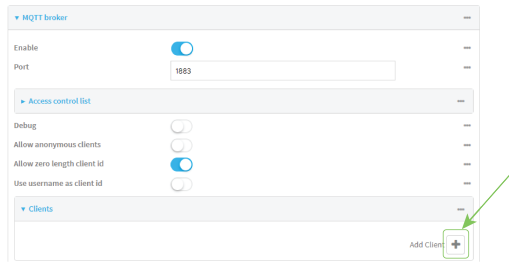 MQTT broker
Enable
Port
1883
Access control list
Debug
Allow anonymous clients
Allow zero length client id
Use username as client id
Clients
Add Client